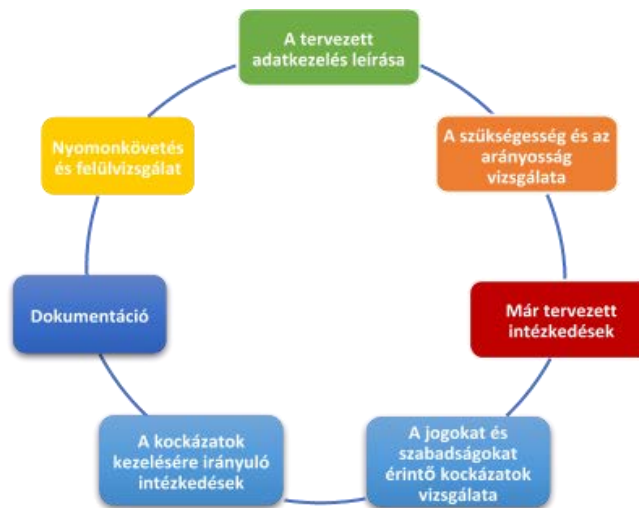 A tervezett
adatkezelés leírása
A szükségesség és az
arányosság
vizsgálata
Már tervezett
intézkedések
A jogokat és
szabadságokat
érintő kockázatok
vizsgálata
A kockázatok
kezelésére irányuló
intézkedések
Dokumentáció
Nyomonkövetés
és felülvizsgálat